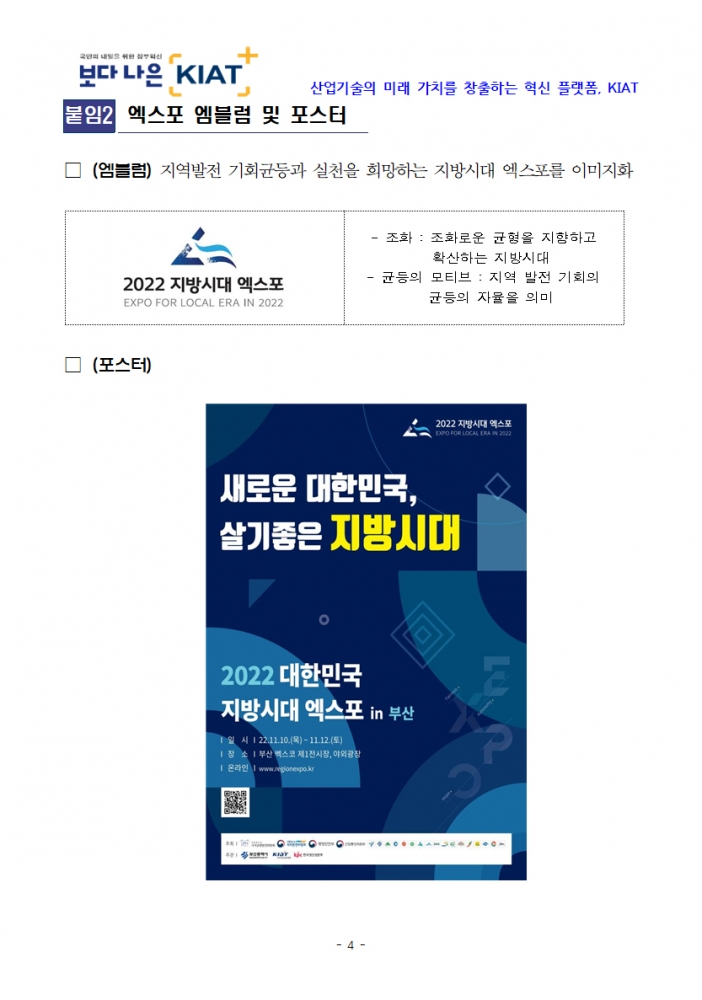 국민의 내일을 위한 정부혁신
보다 나은 KIAT
산업기술의 미래 가치를 창출하는 혁신 플랫폼, KIAT
붙임2 엑스포 엠블럼 및 포스터
□ (엠블럼) 지역발전 기회균등과 실천을 희망하는 지방시대 엑스포를 이미지화
2022 지방시대 엑스포
EXPO FOR LOCAL ERA IN 2022
- 조화 : 조화로운 균형을 지향하고
확산하는 지방시대
- 균등의 모티브 : 지역 발전 기회의
균등의 자율을 의미
□ (포스터)
2022 지방시대 엑스포
EXPO FOR LOCAL ERA IN 2022
새로운 대한민국,
살기좋은 지방시대
2022 대한민국
지방시대 엑스포 in 부산
일 시 22.11.10.(목) ~ 11.12.(토)
장 소 부산 벡스코 제1전시장, 야외광장
온라인 www.regionexpo.kr
주최
주관 부산광역시 KIAT
- 4 -